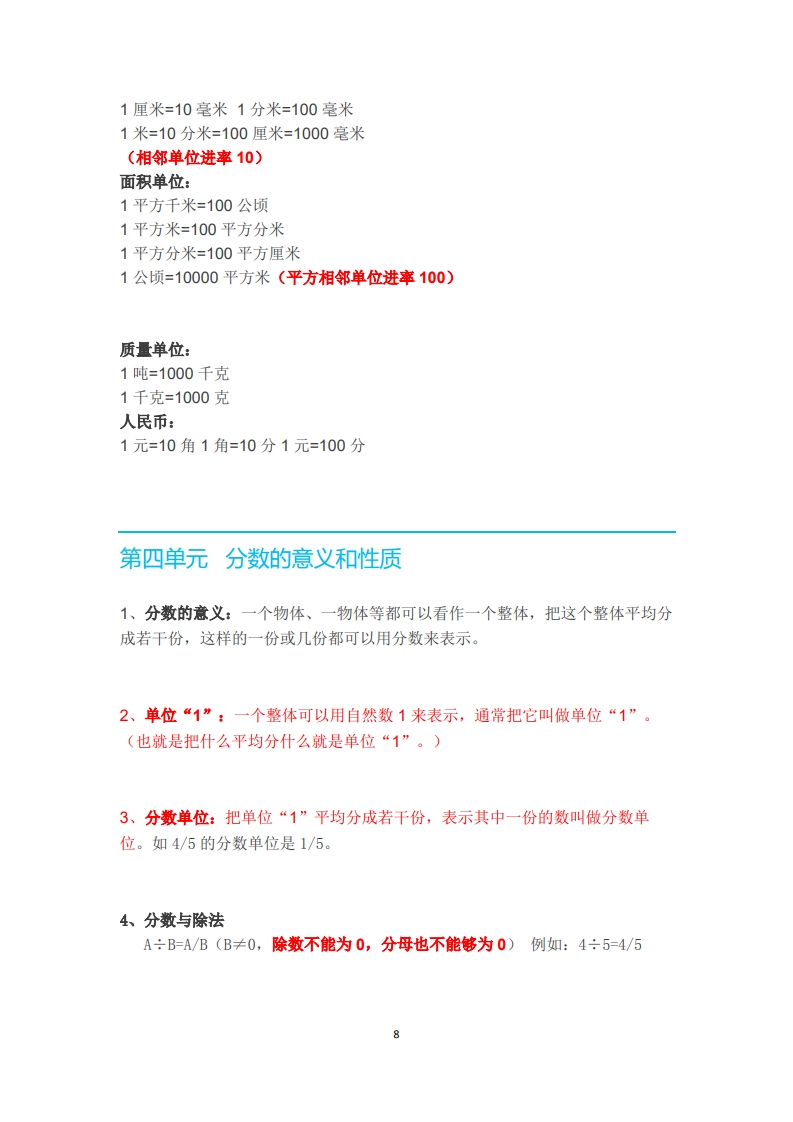 1 厘米=10 毫米 1 分米=100 毫米
1 米=10 分米=100 厘米=1000 毫米
（相邻单位进率 10）
面积单位：
1 平方千米=100 公顷
1 平方米=100 平方分米
1 平方分米=100 平方厘米
1 公顷=10000 平方米（平方相邻单位进率 100）
质量单位：
1 吨=1000 千克
1 千克=1000 克
人民币：
1 元=10 角 1 角=10 分 1 元=100 分
第四单元 分数的意义和性质
1、分数的意义：一个物体、一物体等都可以看作一个整体，把这个整体平均分
成若干份，这样的一份或几份都可以用分数来表示。
2、单位“1”：一个整体可以用自然数 1 来表示，通常把它叫做单位“1”。
（也就是把什么平均分什么就是单位“1”。）
3、分数单位：把单位“1”平均分成若干份，表示其中一份的数叫做分数单
位。如 4/5 的分数单位是 1/5。
4、分数与除法
A÷B=A/B（B≠0，除数不能为 0，分母也不能够为 0） 例如：4÷5=4/5
8